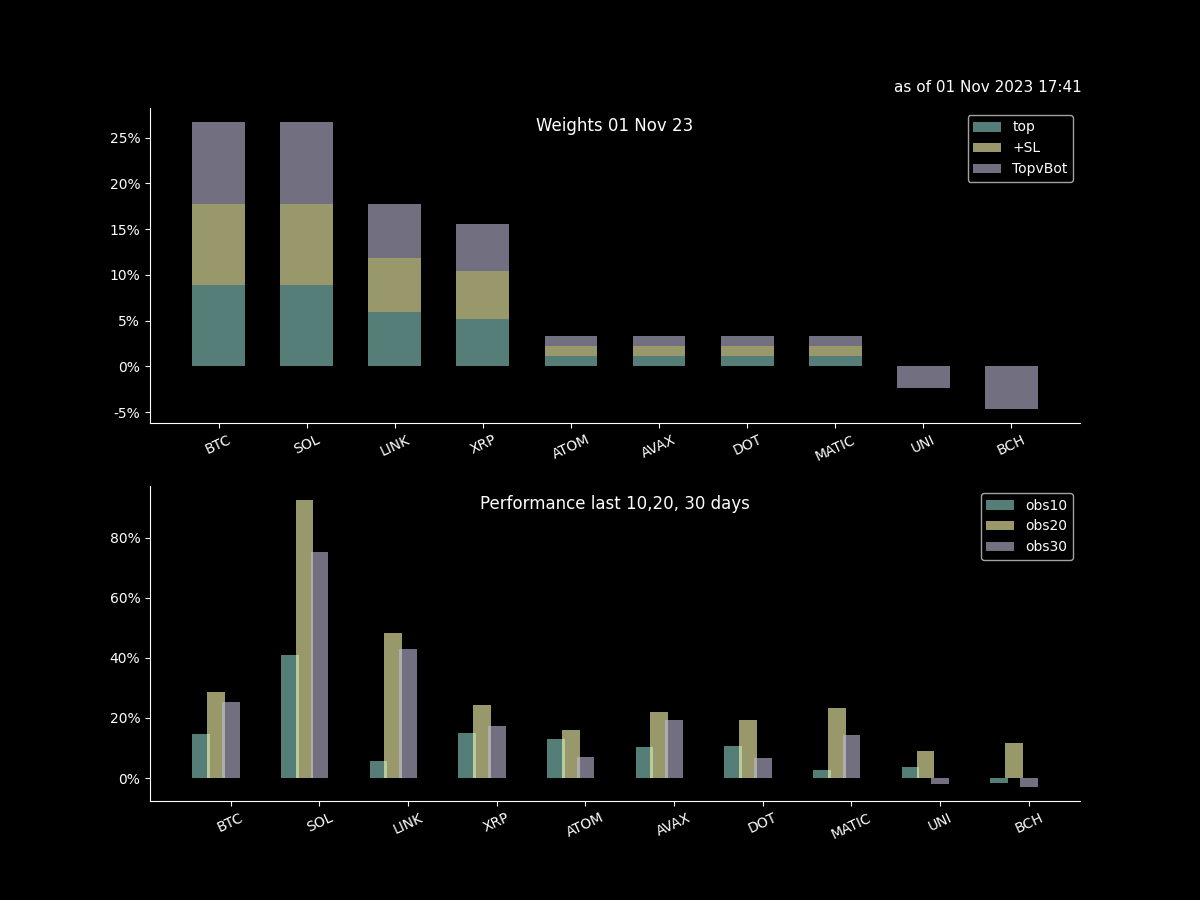 as of 01 Nov 2023 17:41
Weights 01 Nov 23
top
+SL
TopvBot
25%
20%
15%
10%
5%
0%
-5%
BTC SOL LINK XRP ATOM AVAX DOT MATIC UNI BCH
Performance last 10,20, 30 days
obs10
obs20
obs30
80%
60%
40%
20%
0%
BTC SOL LINK XRP ATOM AVAX DOT MATIC UNI BCH